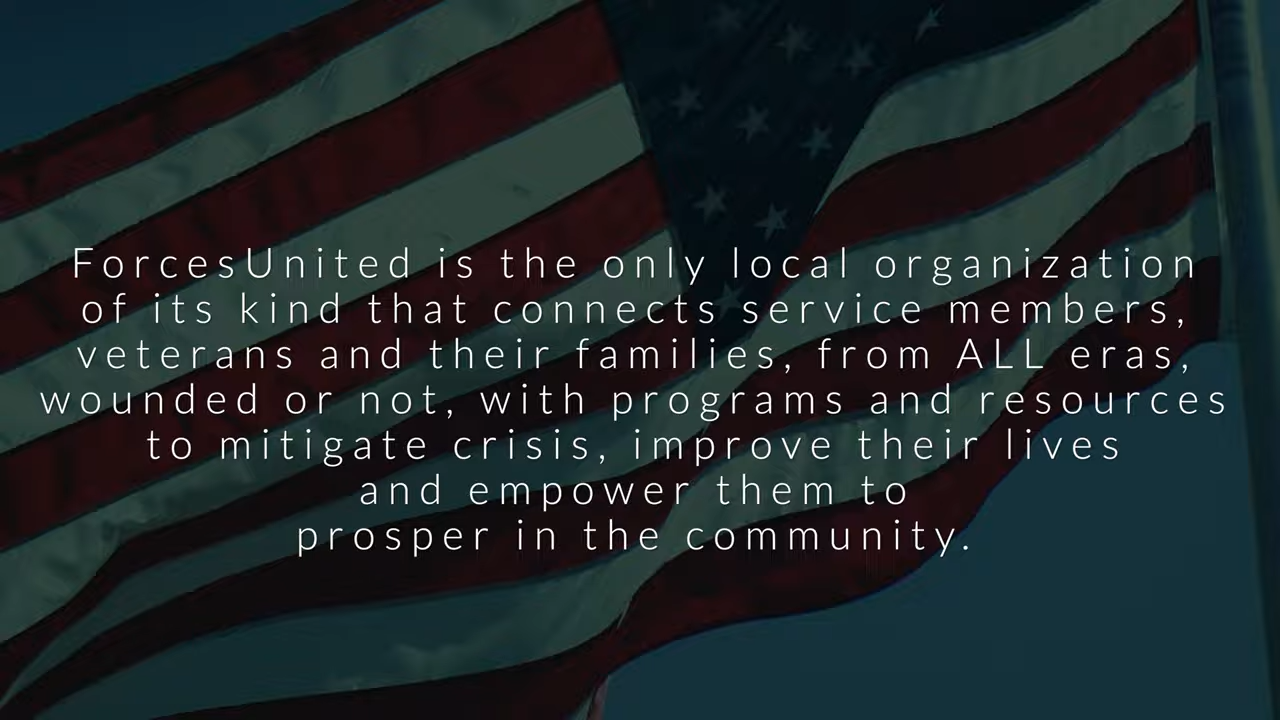 ForcesUnited is the only local organization
of its kind that connects service members,
veterans and their families, from ALL eras,
wounded or not, with programs and resources
to mitigate crisis, improve their lives
and empower them to
prosper in the community.